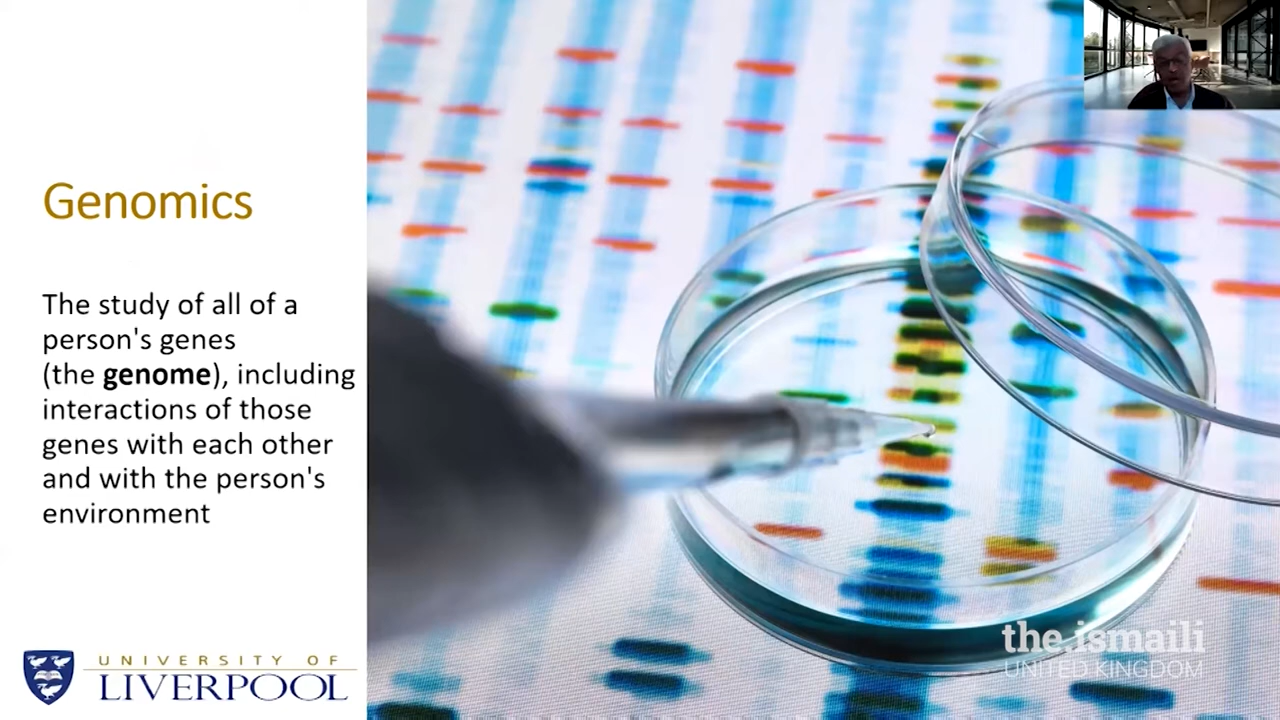 Genomics
The study of all of a
person's genes
(the genome), including
interactions of those
genes with each other
and with the person's
environment
UNIVERSITY OF
LIVERPOOL
the.ismaili
UNITED KINGDOM